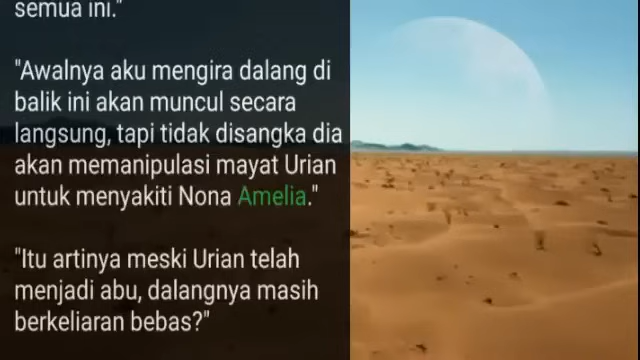 semua ini."
"Awalnya aku mengira dalang di
balik ini akan muncul secara
langsung, tapi tidak disangka dia
akan memanipulasi mayat Urian
untuk menyakiti Nona Amelia."
"Itu artinya meski Urian telah
menjadi abu, dalangnya masih
berkeliaran bebas?"